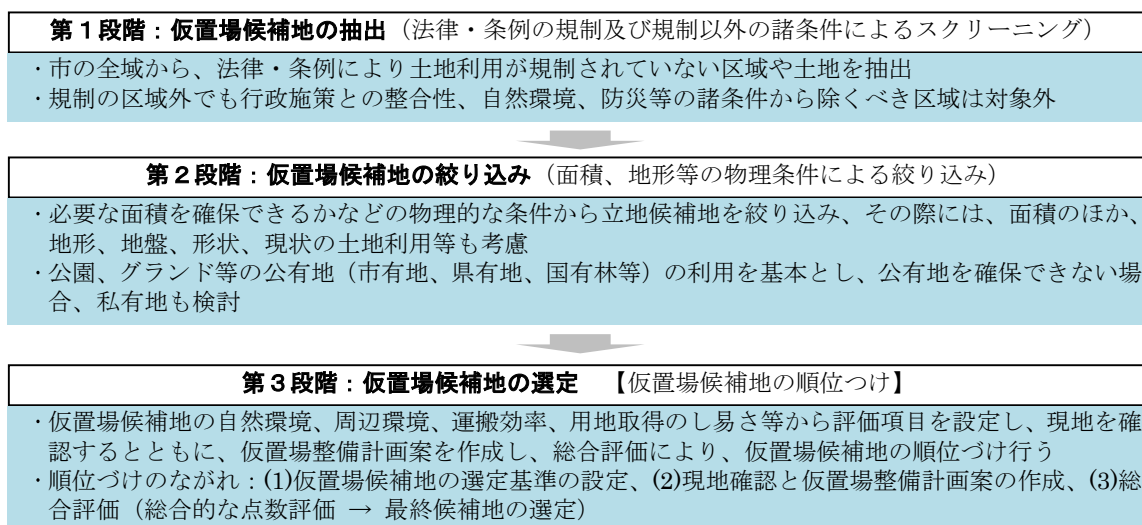 第１段階：仮置場候補地の抽出（法律・条例の規制及び規制以外の諸条件によるスクリーニング）
・市の全域から、法律・条例により土地利用が規制されていない区域や土地を抽出
・規制の区域外でも行政施策との整合性、自然環境、防災等の諸条件から除くべき区域は対象外
第２段階：仮置場候補地の絞り込み（面積、地形等の物理条件による絞り込み）
・必要な面積を確保できるかなどの物理的な条件から立地候補地を絞り込み、その際には、面積のほか、
地形、地盤、形状、現状の土地利用等も考慮
・公園、グランド等の公有地（市有地、県有地、国有林等）の利用を基本とし、公有地を確保できない場
合、私有地も検討
第３段階：仮置場候補地の選定　【仮置場候補地の順位つけ】
・仮置場候補地の自然環境、周辺環境、運搬効率、用地取得のし易さ等から評価項目を設定し、現地を確
認するとともに、仮置場整備計画案を作成し、総合評価により、仮置場候補地の順位づけ行う
・順位づけのながれ：(1)仮置場候補地の選定基準の設定、(2)現地確認と仮置場整備計画案の作成、(3)総
合評価（総合的な点数評価 → 最終候補地の選定）